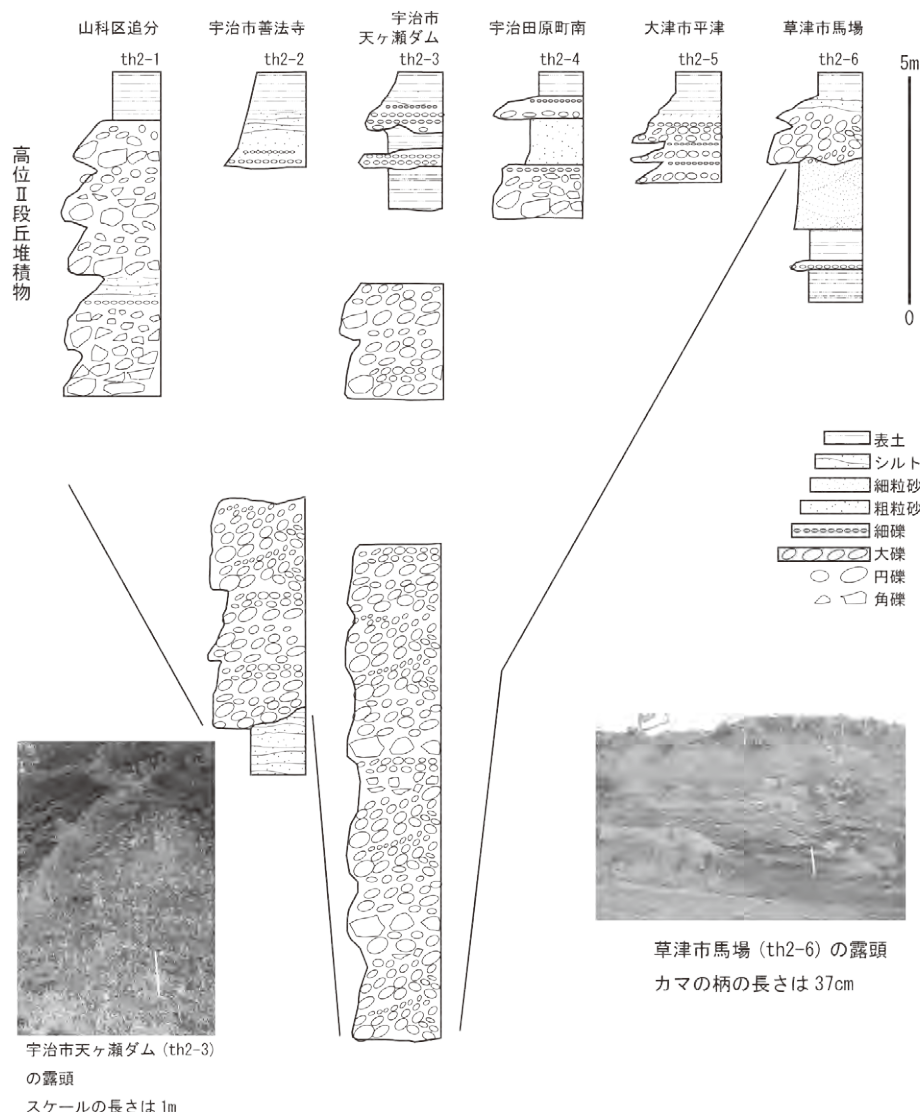 山科区追分
th2-1
宇治市善法寺
th2-2
宇治市
天ヶ瀬ダム
th2-3
宇治田原町南
th2-4
大津市平津
th2-5
草津市馬場
th2-6
5m
0
高位Ⅱ段丘堆積物
表土
シルト
細粒砂
粗粒砂
細礫
大礫
円礫
角礫
草津市馬場 (th2-6) の露頭
カマの柄の長さは 37cm
宇治市天ヶ瀬ダム (th2-3)
の露頭
スケールの長さは 1m